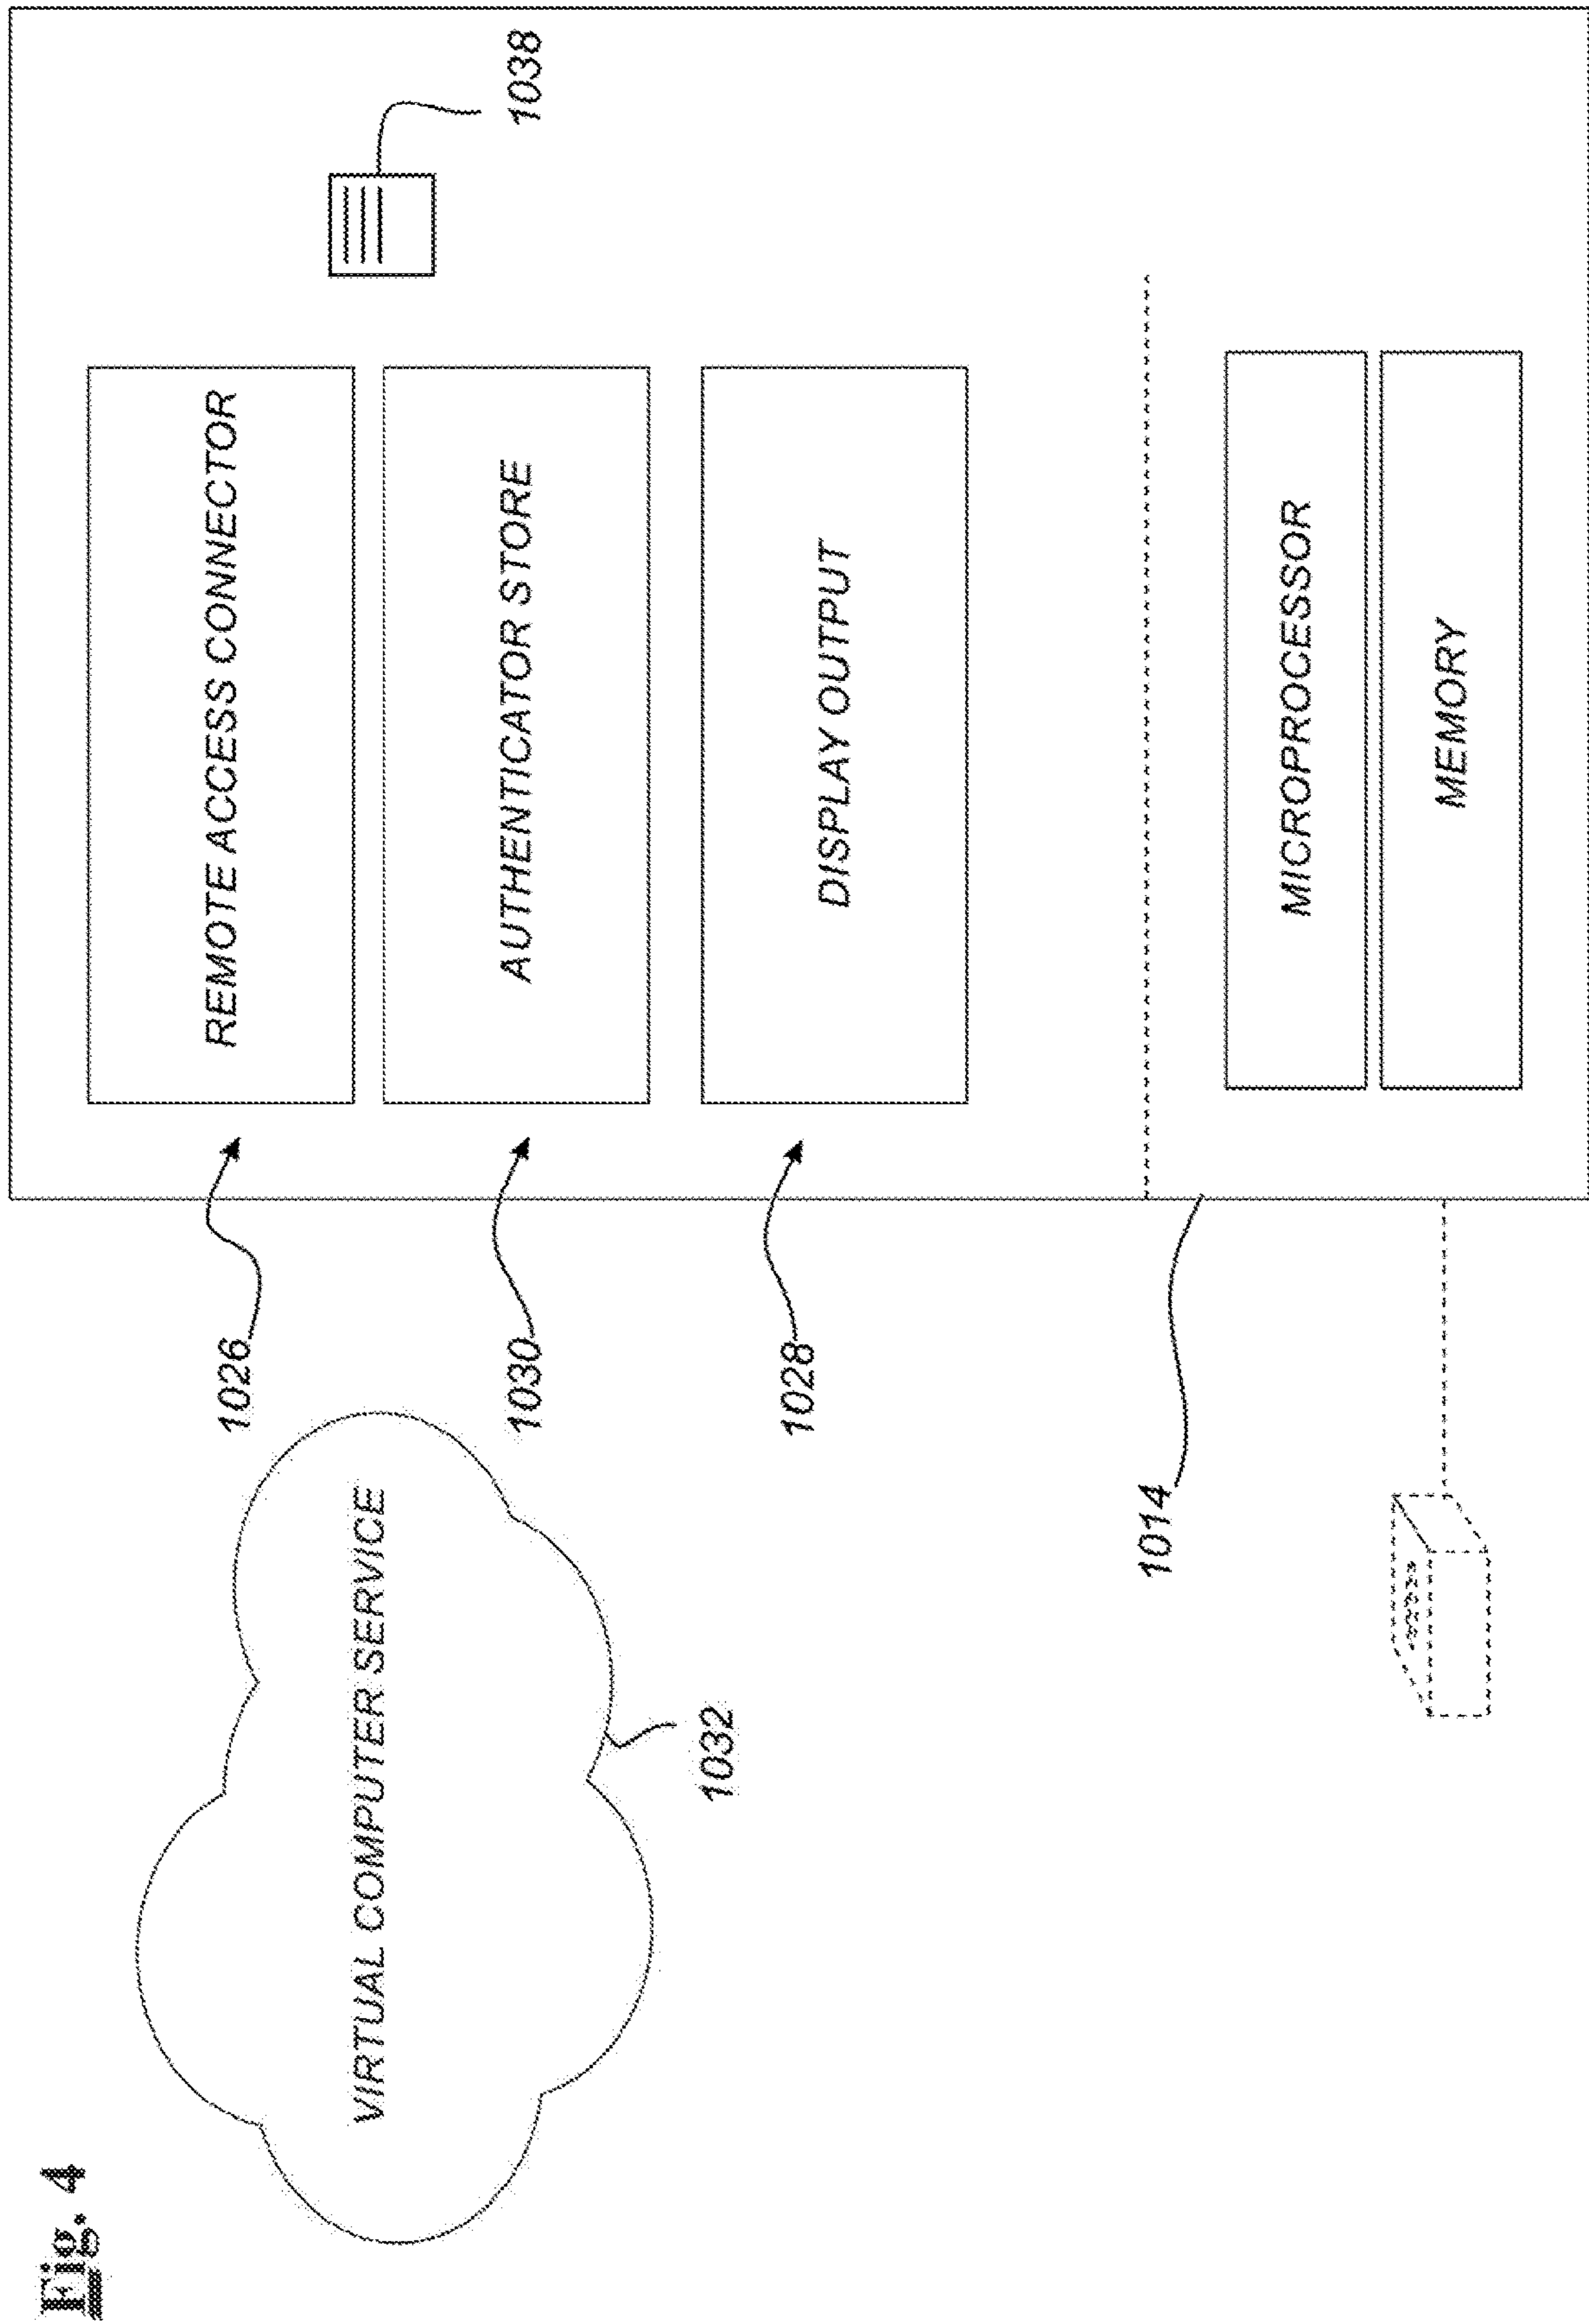 Fig. 4
VIRTUAL COMPUTER SERVICE
1032
1026
1030
1028
1014
REMOTE ACCESS CONNECTOR
AUTHENTICATOR STORE
DISPLAY OUTPUT
MICROPROCESSOR
MEMORY
1038